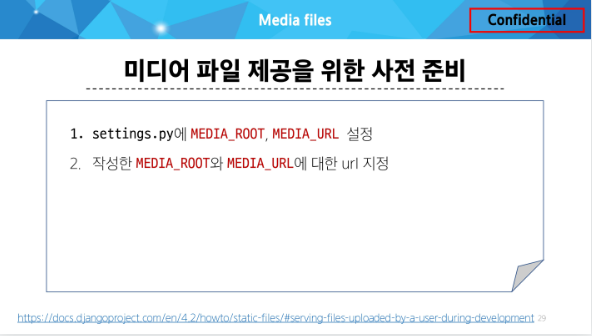 Media files
Confidential
미디어 파일 제공을 위한 사전 준비
1. settings.py에 MEDIA_ROOT, MEDIA_URL 설정
2. 작성한 MEDIA_ROOT와 MEDIA_URL에 대한 url 지정
https://docs.djangoproject.com/en/4.2/howto/static-files/#serving-files-uploaded-by-a-user-during-development 29